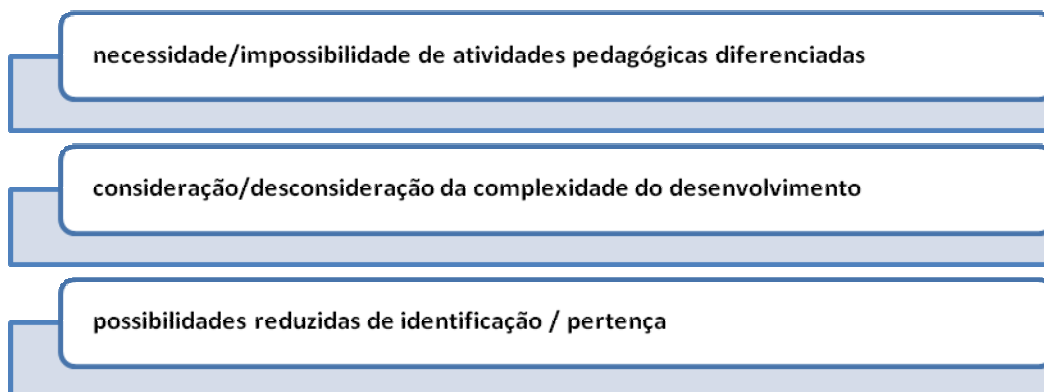 necessidade/impossibilidade de atividades pedagógicas diferenciadas
consideração/desconsideração da complexidade do desenvolvimento
possibilidades reduzidas de identificação / pertença